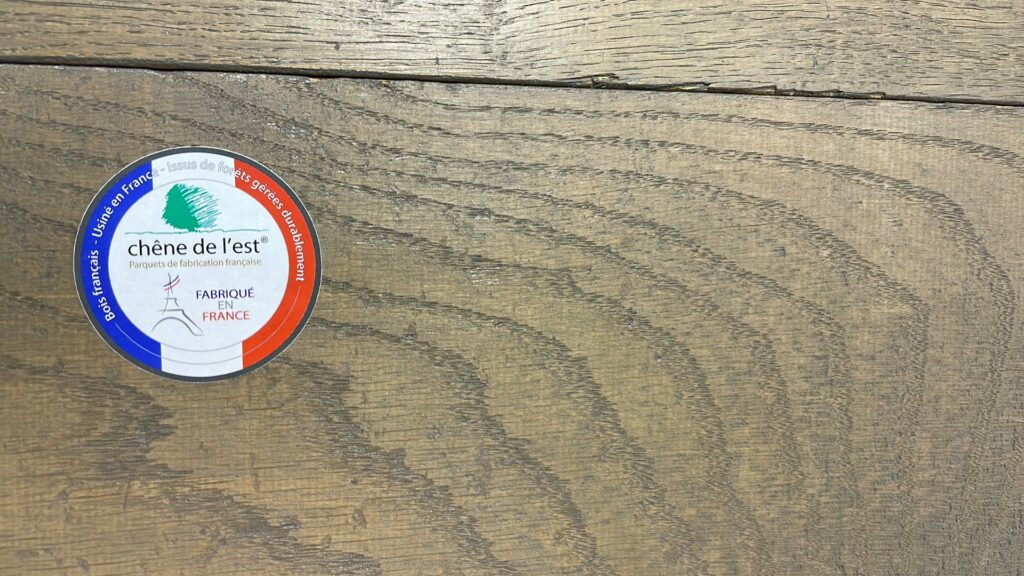 Bois français - Usiné en France - Issus de forêts gérées durablement
chêne de l'est®
Parquets de fabrication française
FABRIQUÉ
EN
FRANCE